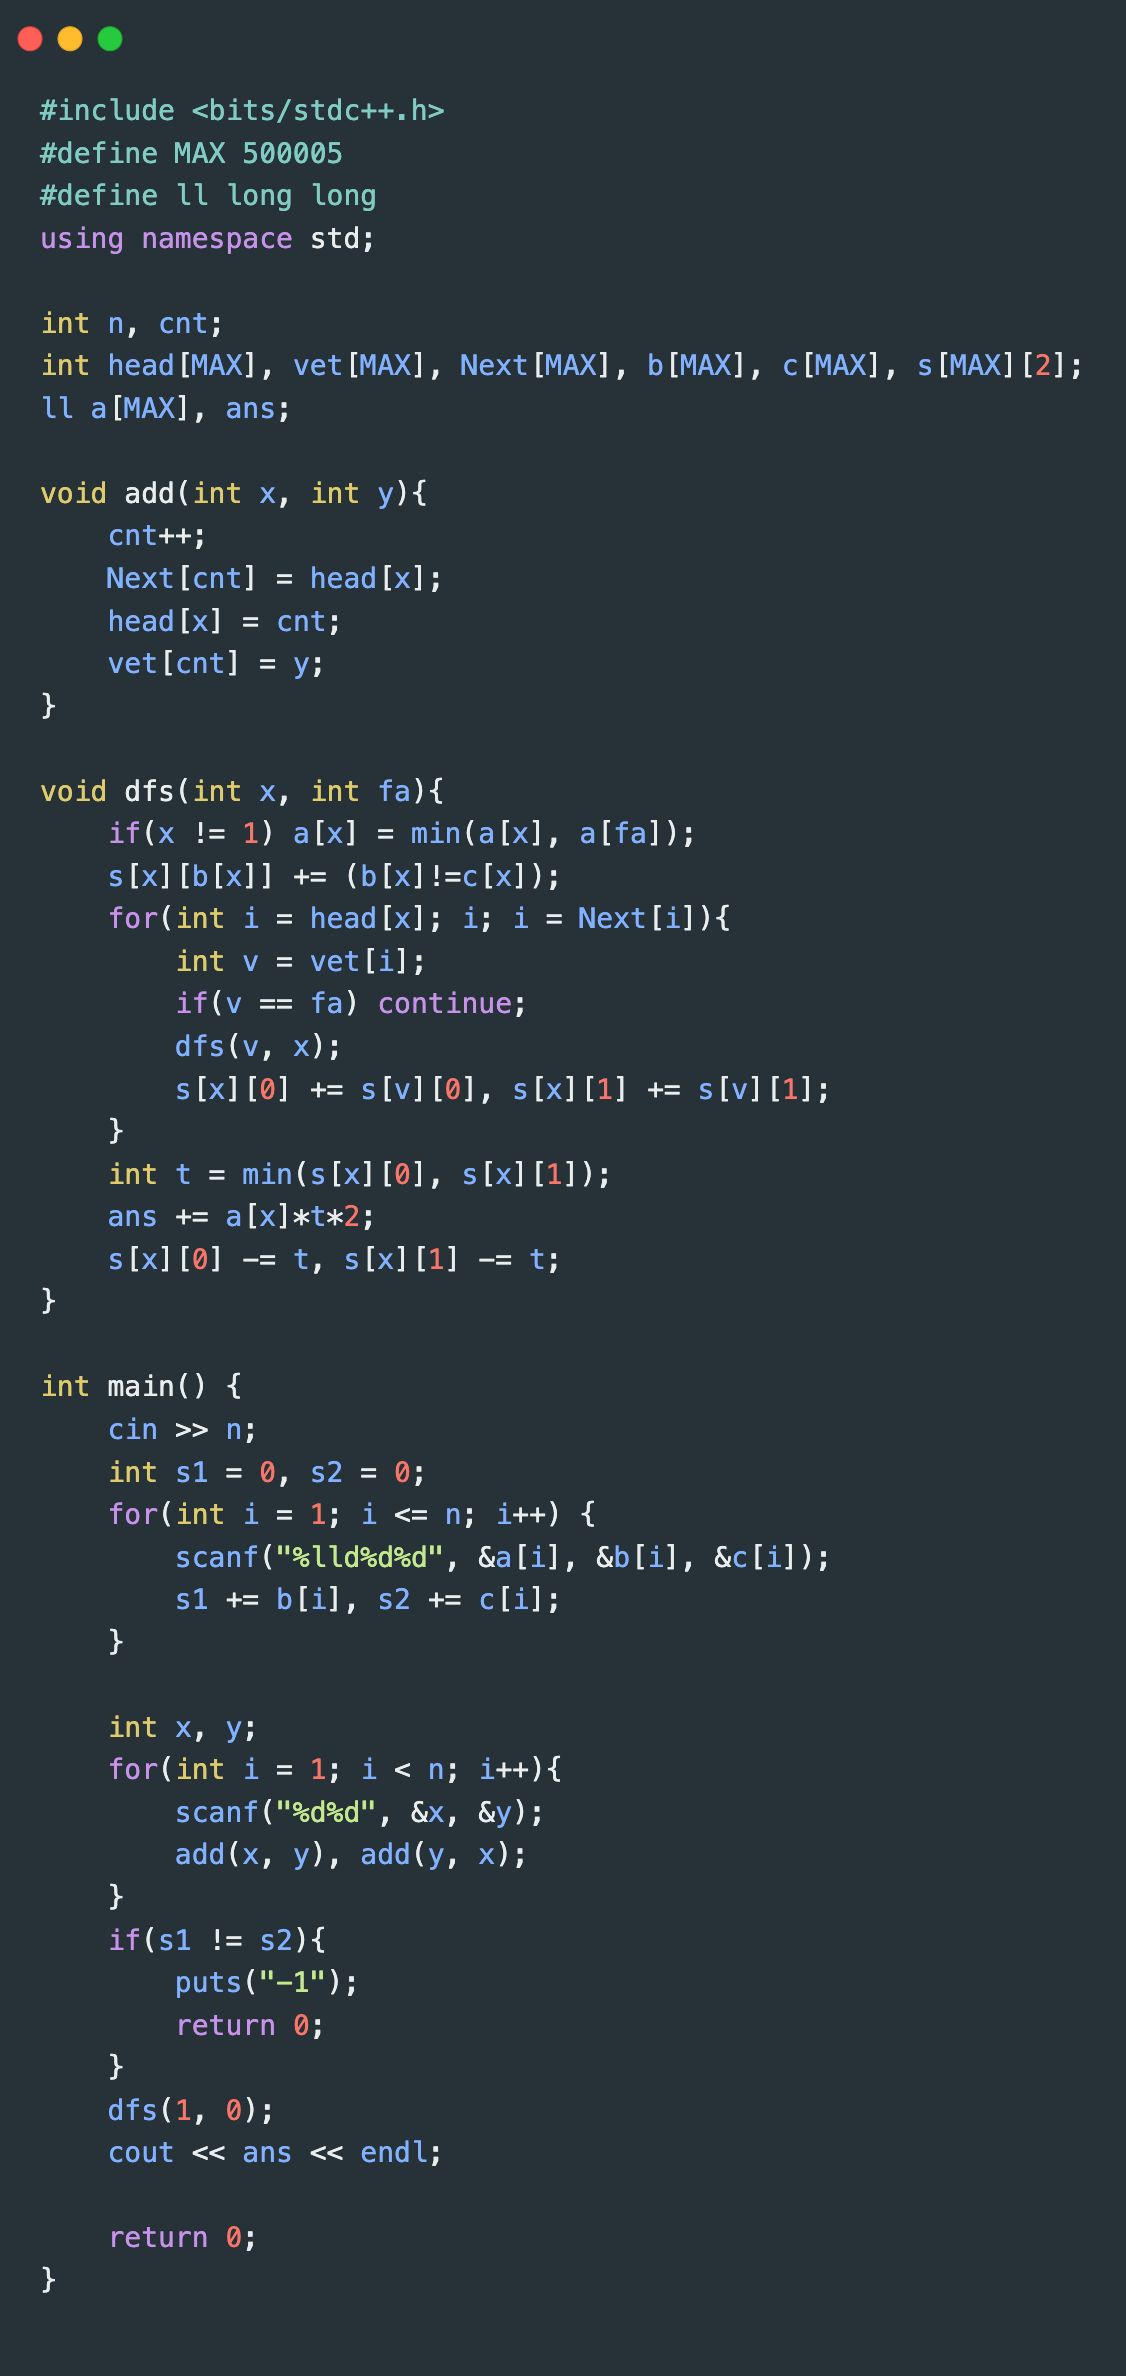 #include <bits/stdc++.h>
#define MAX 500005
#define ll long long
using namespace std;

int n, cnt;
int head[MAX], vet[MAX], Next[MAX], b[MAX], c[MAX], s[MAX][2];
ll a[MAX], ans;

void add(int x, int y){
    cnt++;
    Next[cnt] = head[x];
    head[x] = cnt;
    vet[cnt] = y;
}

void dfs(int x, int fa){
    if(x != 1) a[x] = min(a[x], a[fa]);
    s[x][b[x]] += (b[x]!=c[x]);
    for(int i = head[x]; i; i = Next[i]){
        int v = vet[i];
        if(v == fa) continue;
        dfs(v, x);
        s[x][0] += s[v][0], s[x][1] += s[v][1];
    }
    int t = min(s[x][0], s[x][1]);
    ans += a[x]*t*2;
    s[x][0] -= t, s[x][1] -= t;
}

int main() {
    cin >> n;
    int s1 = 0, s2 = 0;
    for(int i = 1; i <= n; i++) {
        scanf("%lld%d%d", &a[i], &b[i], &c[i]);
        s1 += b[i], s2 += c[i];
    }

    int x, y;
    for(int i = 1; i < n; i++){
        scanf("%d%d", &x, &y);
        add(x, y), add(y, x);
    }
    if(s1 != s2){
        puts("-1");
        return 0;
    }
    dfs(1, 0);
    cout << ans << endl;

    return 0;
}